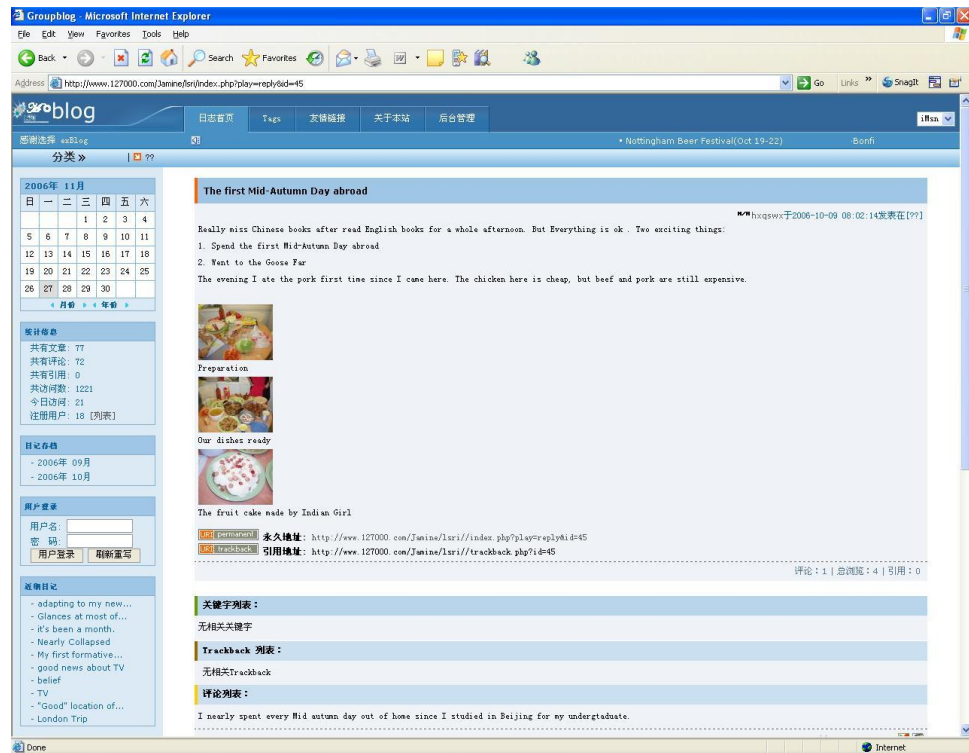 Groupblog - Microsoft Internet Explorer
File Edit View Favorites Tools Help
Back Search Favorites
Address http://www.127000.com/Jamine/lsri/index.php?play=reply&id=45 Go Links » SnagIt
blog
日志首页 Tags 友情链接 关于本站 后台管理
感谢选择 exBlog
• Nottingham Beer Festival(Oct 19-22) -Bonfi
分类 » | ??
2006年 11月
日 一 二 三 四 五 六
1 2 3 4
5 6 7 8 9 10 11
12 13 14 15 16 17 18
19 20 21 22 23 24 25
26 27 28 29 30
月份 年份
统计信息
共有文章: 77
共有评论: 72
共有引用: 0
共访问数: 1221
今日访问: 21
注册用户: 18 [列表]
日记存档
- 2006年 09月
- 2006年 10月
用户登录
用户名:
密 码:
用户登录 刷新重写
近期日记
- adapting to my new...
- Glances at most of...
- it's been a month.
- Nearly Collapsed
- My first formative...
- good news about TV
- belief
- TV
- "Good" location of...
- London Trip
The first Mid-Autumn Day abroad
hxqswx于2006-10-09 08:02:14发表在[??]
Really miss Chinese books after read English books for a whole afternoon. But Everything is ok . Two exciting things:
1. Spend the first Mid-Autumn Day abroad
2. Went to the Goose Far
The evening I ate the pork first time since I came here. The chicken here is cheap, but beef and pork are still expensive.
Preparation
Our dishes ready
The fruit cake made by Indian Girl
URI permanent 永久地址: http://www.127000.com/Jamine/lsri//index.php?play=reply&id=45
URI trackback 引用地址: http://www.127000.com/Jamine/lsri//trackback.php?id=45
评论：1 | 总浏览：4 | 引用：0
关键字列表：
无相关关键字
Trackback 列表：
无相关Trackback
评论列表：
I nearly spent every Mid autumn day out of home since I studied in Beijing for my undergtaduate.
Done Internet